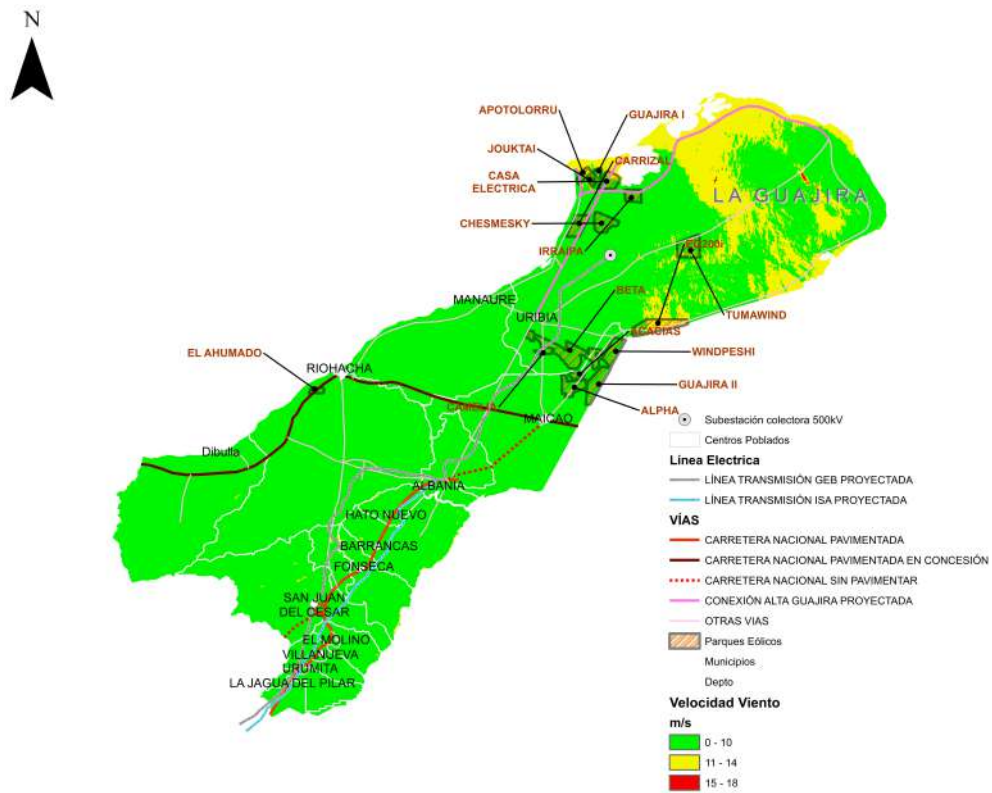 N
APOTOLORRU
GUAJIRA I
JOUKTAI
CARRIZAL
CASA
ELECTRICA
LA GUAJIRA
CHESMESKY
IRRAIPA
EO200i
BETA
MANAURE
URIBIA
TUMAWIND
ACACIAS
WINDPESHI
EL AHUMADO
RIOHACHA
GUAJIRA II
CAMELIA
ALPHA
MAICAO
Dibulla
ALBANIA
HATO NUEVO
BARRANCAS
FONSECA
SAN JUAN
DEL CESAR
EL MOLINO
VILLANUEVA
URUMITA
LA JAGUA DEL PILAR
Subestación colectora 500kV
Centros Poblados
Línea Electrica
LÍNEA TRANSMISIÓN GEB PROYECTADA
LÍNEA TRANSMISIÓN ISA PROYECTADA
VÍAS
CARRETERA NACIONAL PAVIMENTADA
CARRETERA NACIONAL PAVIMENTADA EN CONCESIÓN
CARRETERA NACIONAL SIN PAVIMENTAR
CONEXIÓN ALTA GUAJIRA PROYECTADA
OTRAS VIAS
Parques Eólicos
Municipios
Depto
Velocidad Viento
m/s
0 - 10
11 - 14
15 - 18